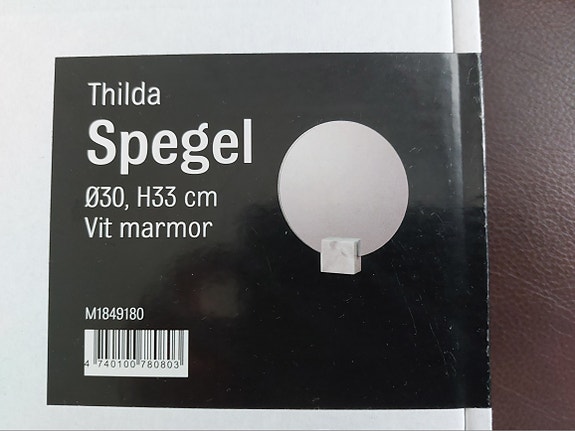 Thilda
Spegel
Ø30, H33 cm
Vit marmor
M1849180
4 740100 780803